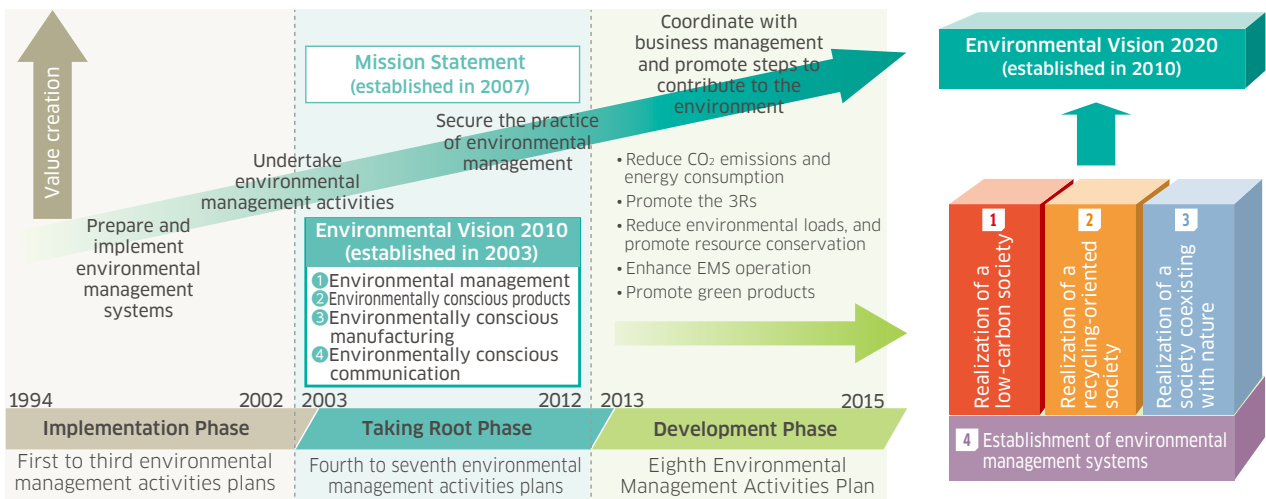 Value creation
Prepare and
implement
environmental
management
systems
Undertake
environmental
management activities
Mission Statement
(established in 2007)
Secure the practice
of environmental
management
Environmental Vision 2010
(established in 2003)
1 Environmental management
2 Environmentally conscious products
3 Environmentally conscious
manufacturing
4 Environmentally conscious
communication
Coordinate with
business management
and promote steps to
contribute to the
environment
• Reduce CO₂ emissions and
energy consumption
• Promote the 3Rs
• Reduce environmental loads, and
promote resource conservation
• Enhance EMS operation
• Promote green products
1994
2002
2003
2012
2013
2015
Implementation Phase
Taking Root Phase
Development Phase
First to third environmental
management activities plans
Fourth to seventh environmental
management activities plans
Eighth Environmental
Management Activities Plan
Environmental Vision 2020
(established in 2010)
1
Realization of a
low-carbon society
2
Realization of a
recycling-oriented
society
3
Realization of a
society coexisting
with nature
4 Establishment of environmental
management systems